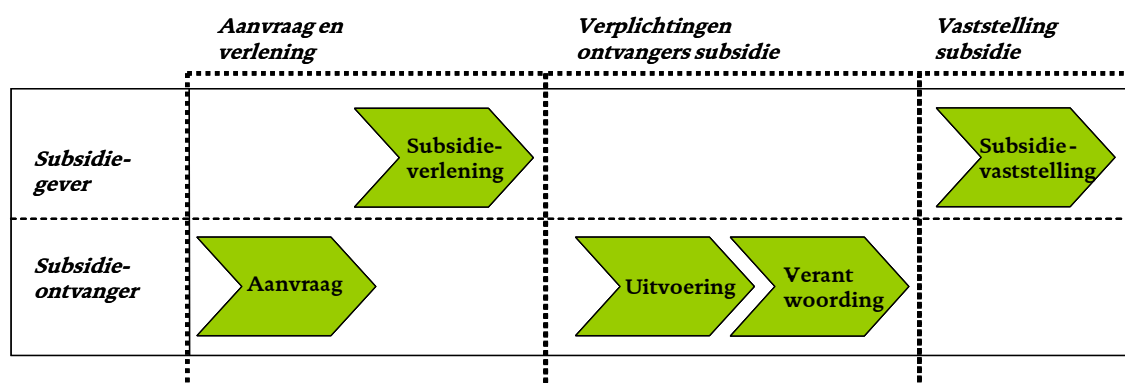 Aanvraag en
verlening
Verplichtingen
ontvangers subsidie
Vaststelling
subsidie
Subsidie-
gever
Subsidie-
verlening
Subsidie-
vaststelling
Subsidie-
ontvanger
Aanvraag
Uitvoering
Verant
woording